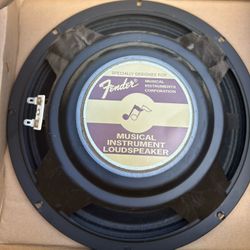 SPECIALLY DESIGNED FOR
Fender
MUSICAL
INSTRUMENTS
CORPORATION
MUSICAL
INSTRUMENT
LOUDSPEAKER